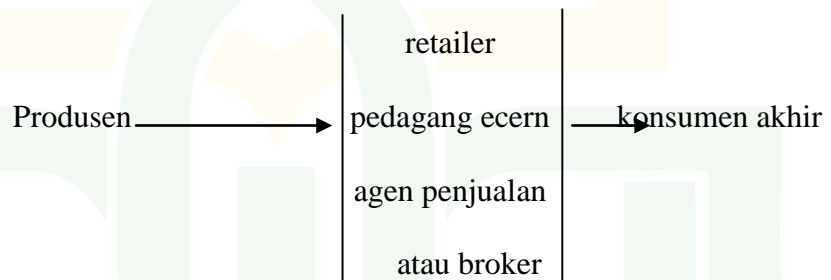 retailer
Produsen pedagang ecern konsumen akhir
agen penjualan
atau broker